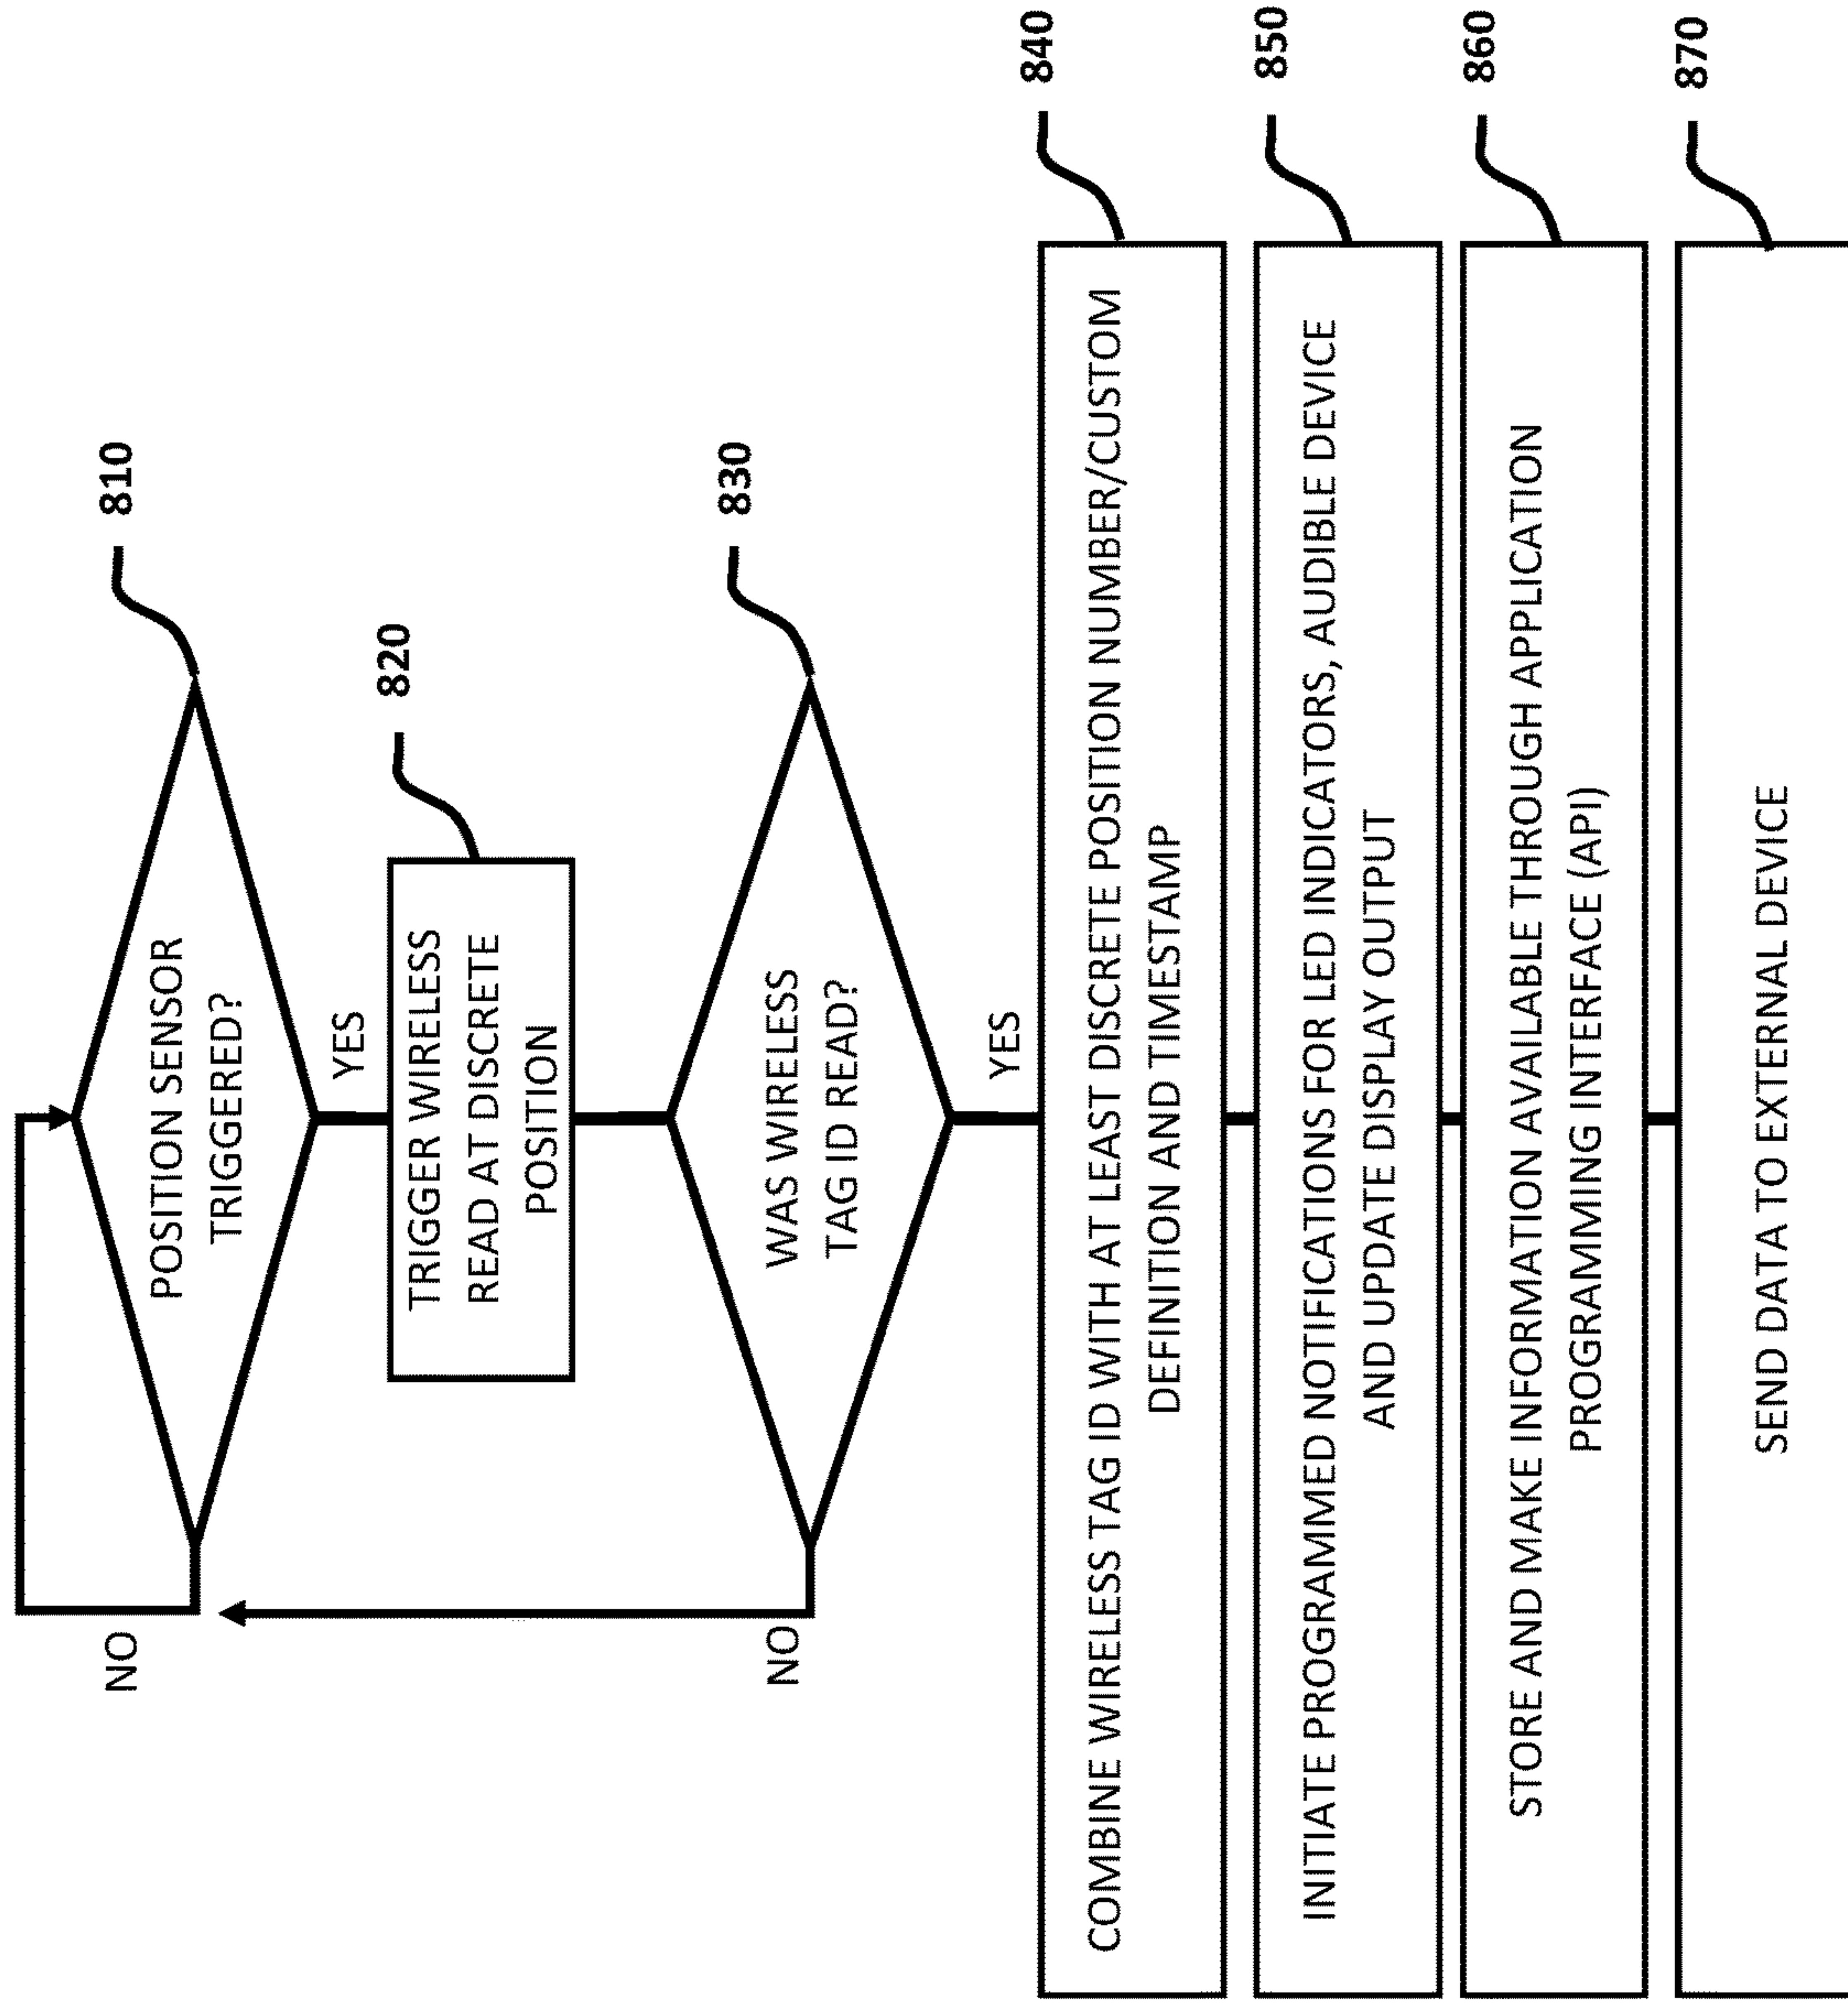 810
POSITION SENSOR
TRIGGERED?
NO
YES
820
TRIGGER WIRELESS
READ AT DISCRETE
POSITION
830
WAS WIRELESS
TAG ID READ?
NO
YES
840
COMBINE WIRELESS TAG ID WITH AT LEAST DISCRETE POSITION NUMBER/CUSTOM
DEFINITION AND TIMESTAMP
850
INITIATE PROGRAMMED NOTIFICATIONS FOR LED INDICATORS, AUDIBLE DEVICE
AND UPDATE DISPLAY OUTPUT
860
STORE AND MAKE INFORMATION AVAILABLE THROUGH APPLICATION
PROGRAMMING INTERFACE (API)
870
SEND DATA TO EXTERNAL DEVICE